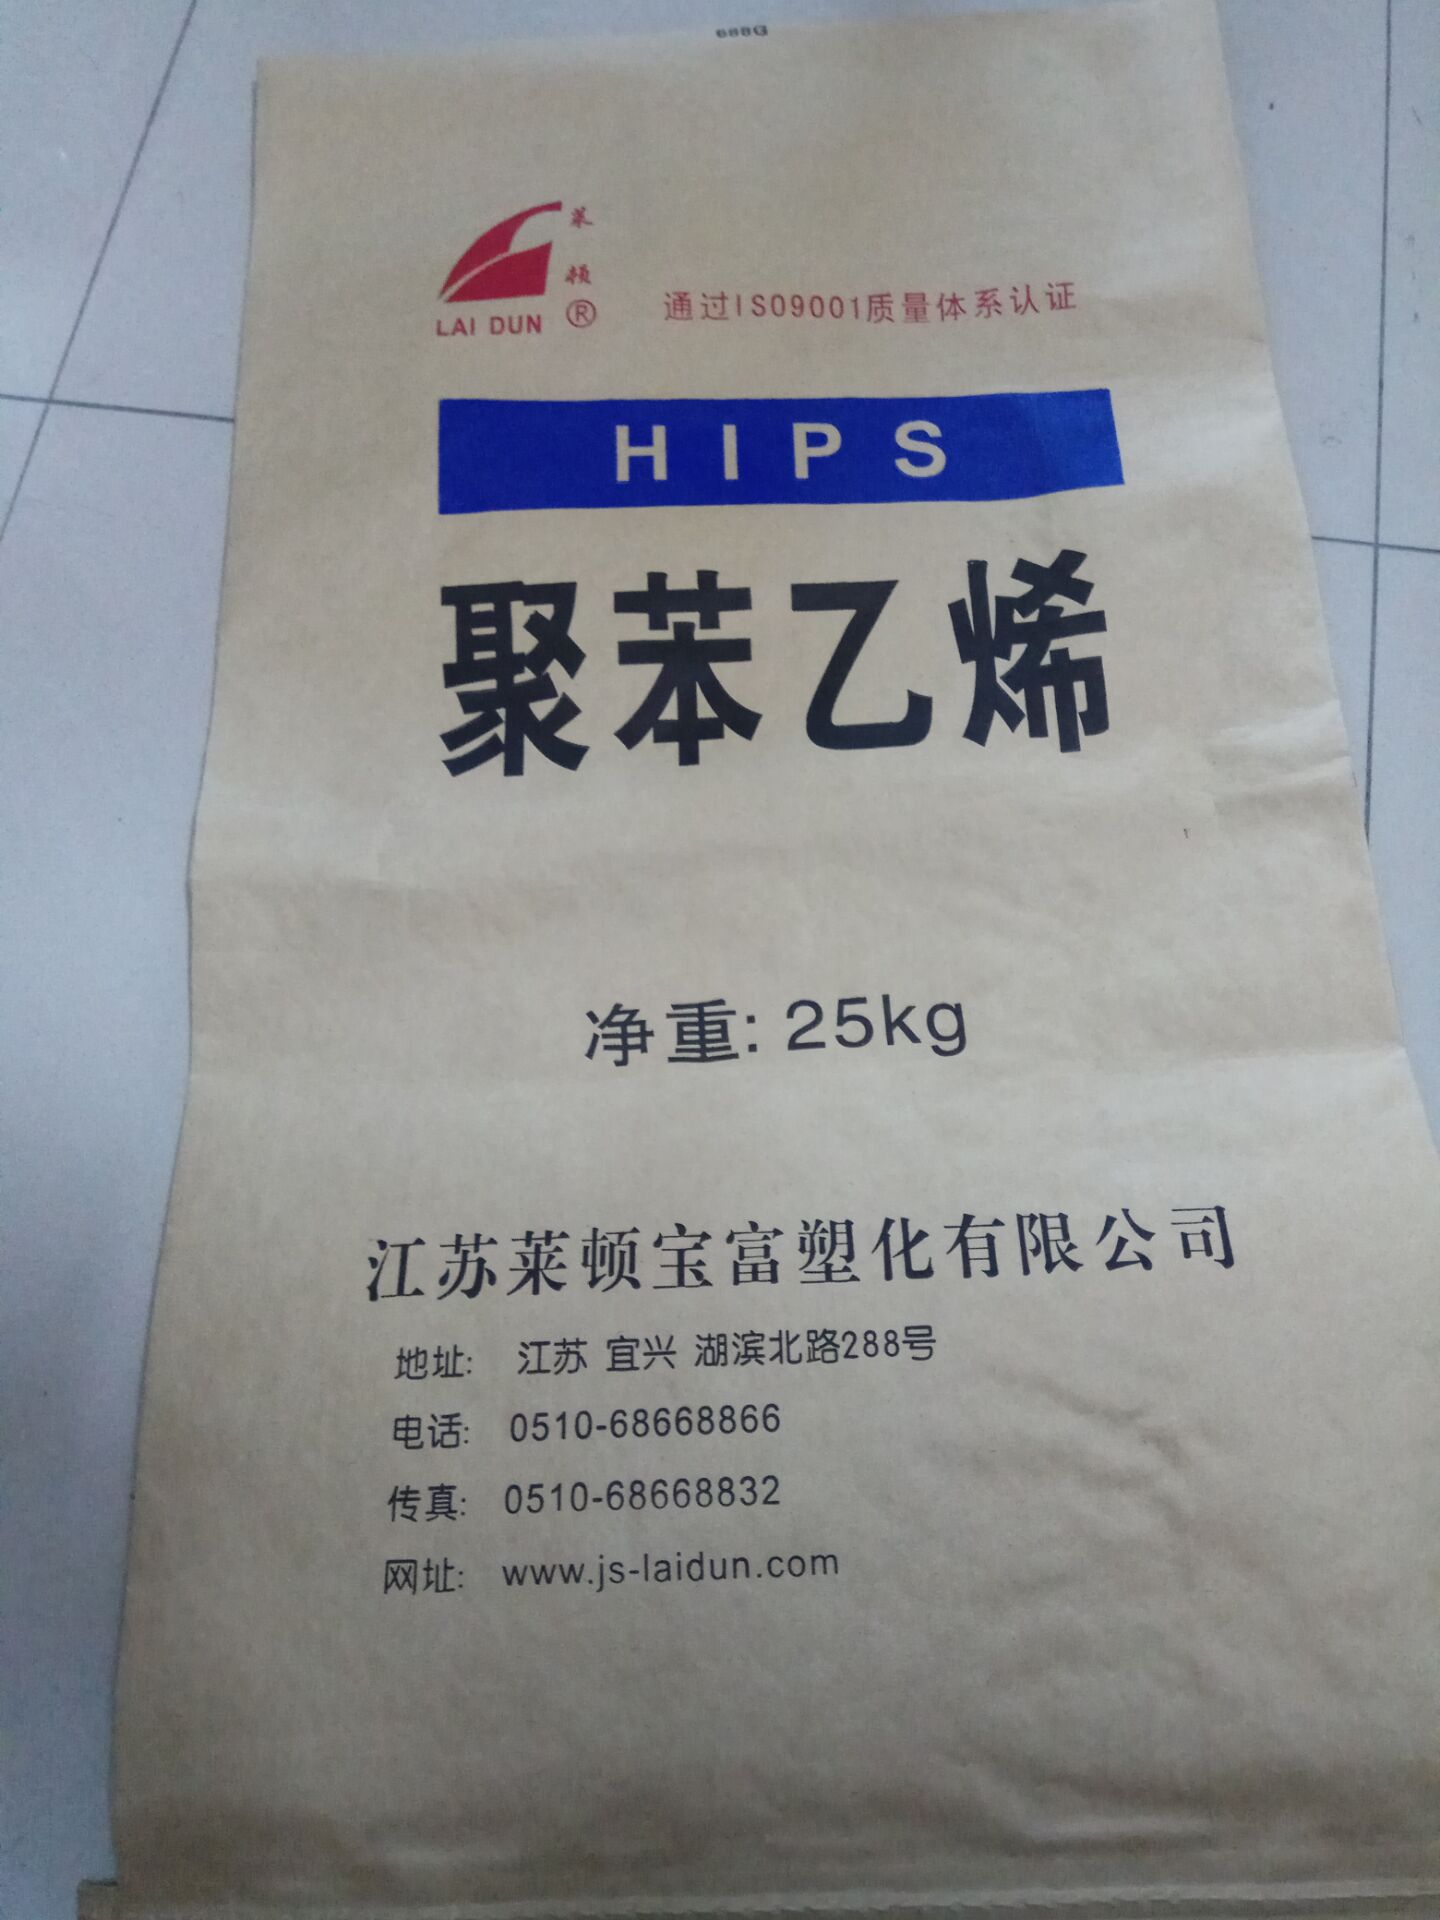 688G
莱
顿
LAI DUN ®
通过ISO9001质量体系认证
HIPS
聚苯乙烯
净重: 25kg
江苏莱顿宝富塑化有限公司
地址: 江苏 宜兴 湖滨北路288号
电话: 0510-68668866
传真: 0510-68668832
网址: www.js-laidun.com